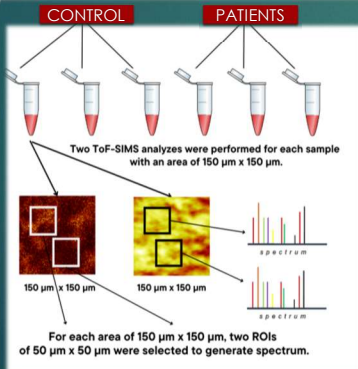 CONTROL PATIENTS
Two ToF-SIMS analyzes were performed for each sample
with an area of 150 µm x 150 µm.
spectrum
150 µm x 150 µm 150 µm x 150 µm
spectrum
For each area of 150 µm x 150 µm, two ROIs
of 50 µm x 50 µm were selected to generate spectrum.